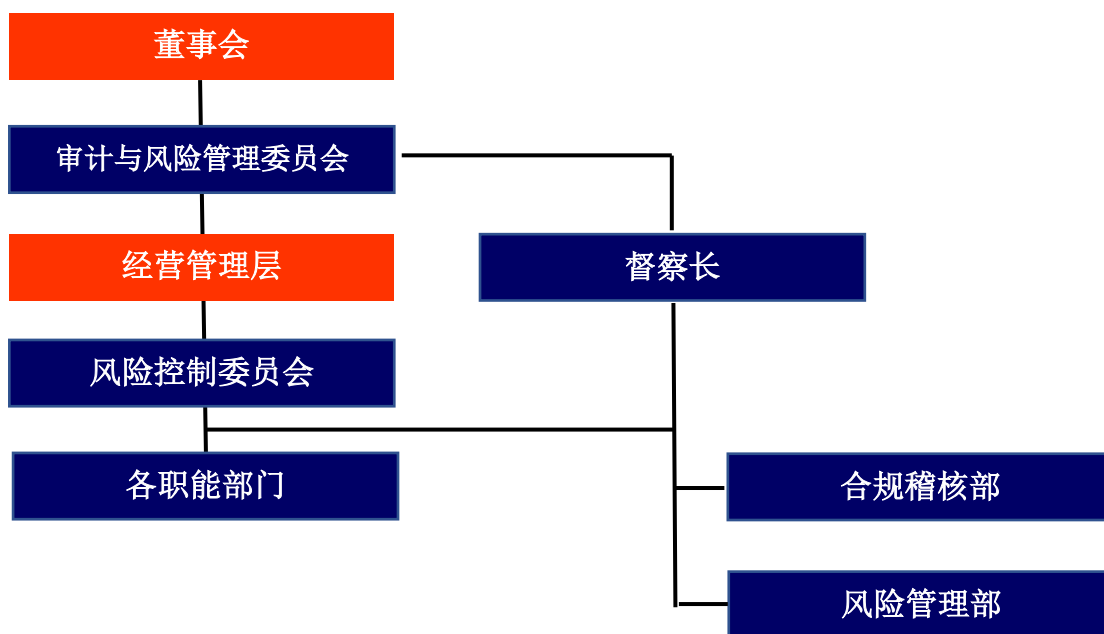 董事会
审计与风险管理委员会
经营管理层
督察长
风险控制委员会
各职能部门
合规稽核部
风险管理部